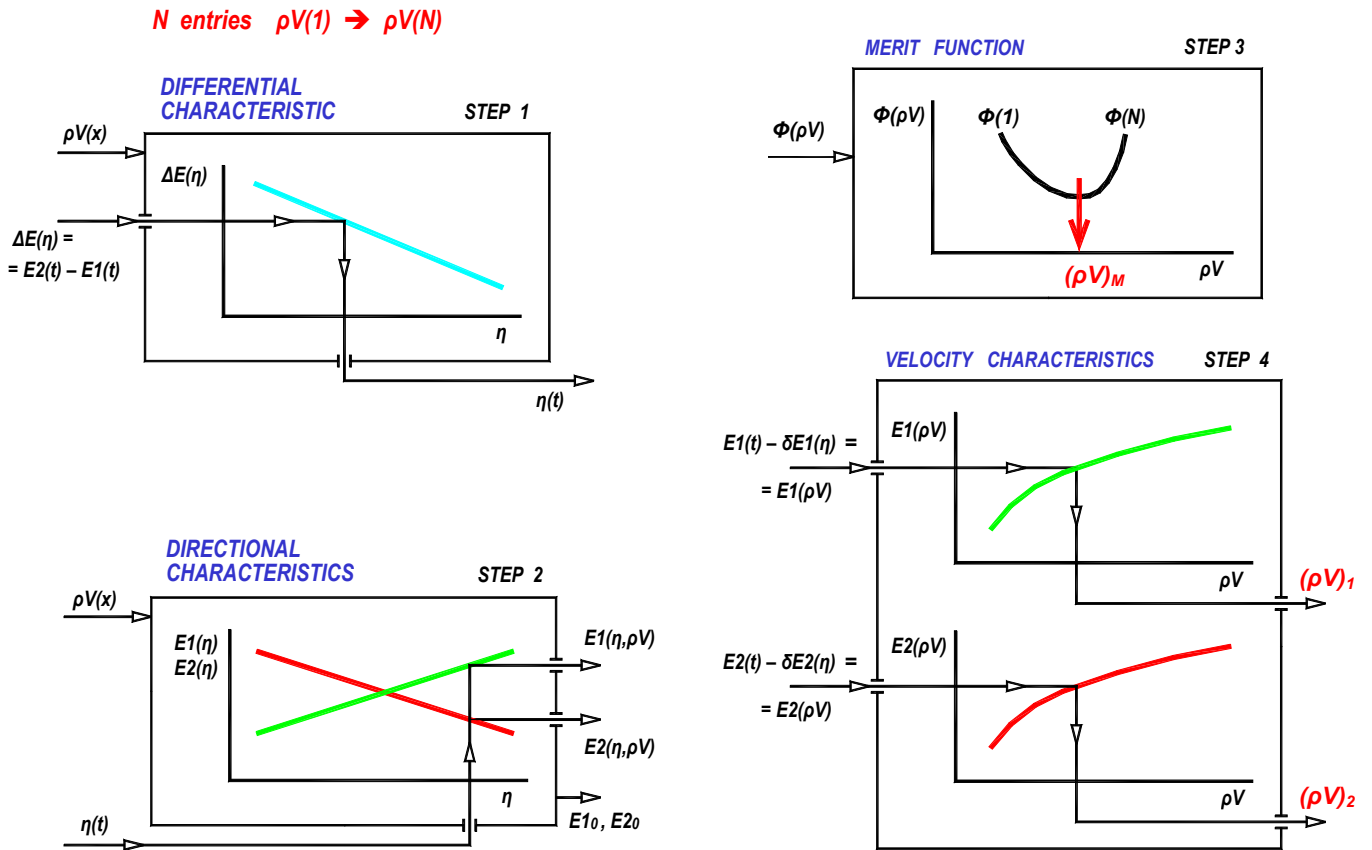 N entries ρV(1) ➔ ρV(N)
DIFFERENTIAL
CHARACTERISTIC
STEP 1
ρV(x)
ΔE(η)
ΔE(η) =
= E2(t) – E1(t)
η
η(t)
DIRECTIONAL
CHARACTERISTICS
STEP 2
ρV(x)
E1(η)
E2(η)
E1(η,ρV)
E2(η,ρV)
η
E1₀ , E2₀
η(t)
MERIT FUNCTION
STEP 3
Φ(ρV)
Φ(ρV)
Φ(1)
Φ(N)
(ρV)M
ρV
VELOCITY CHARACTERISTICS
STEP 4
E1(t) – δE1(η) =
= E1(ρV)
E1(ρV)
ρV
(ρV)₁
E2(t) – δE2(η) =
= E2(ρV)
E2(ρV)
ρV
(ρV)₂